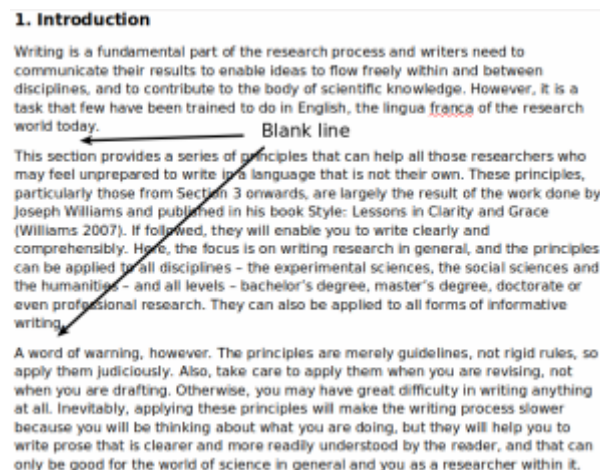 1. Introduction
Writing is a fundamental part of the research process and writers need to
communicate their results to enable ideas to flow freely within and between
disciplines, and to contribute to the body of scientific knowledge. However, it is a
task that few have been trained to do in English, the lingua franca of the research
world today.
Blank line
This section provides a series of principles that can help all those researchers who
may feel unprepared to write in a language that is not their own. These principles,
particularly those from Section 3 onwards, are largely the result of the work done by
Joseph Williams and published in his book Style: Lessons in Clarity and Grace
(Williams 2007). If followed, they will enable you to write clearly and
comprehensibly. Here, the focus is on writing research in general, and the principles
can be applied to all disciplines – the experimental sciences, the social sciences and
the humanities – and all levels – bachelor's degree, master's degree, doctorate or
even professional research. They can also be applied to all forms of informative
writing.
A word of warning, however. The principles are merely guidelines, not rigid rules, so
apply them judiciously. Also, take care to apply them when you are revising, not
when you are drafting. Otherwise, you may have great difficulty in writing anything
at all. Inevitably, applying these principles will make the writing process slower
because you will be thinking about what you are doing, but they will help you to
write prose that is clearer and more readily understood by the reader, and that can
only be good for the world of science in general and you as a researcher within it.